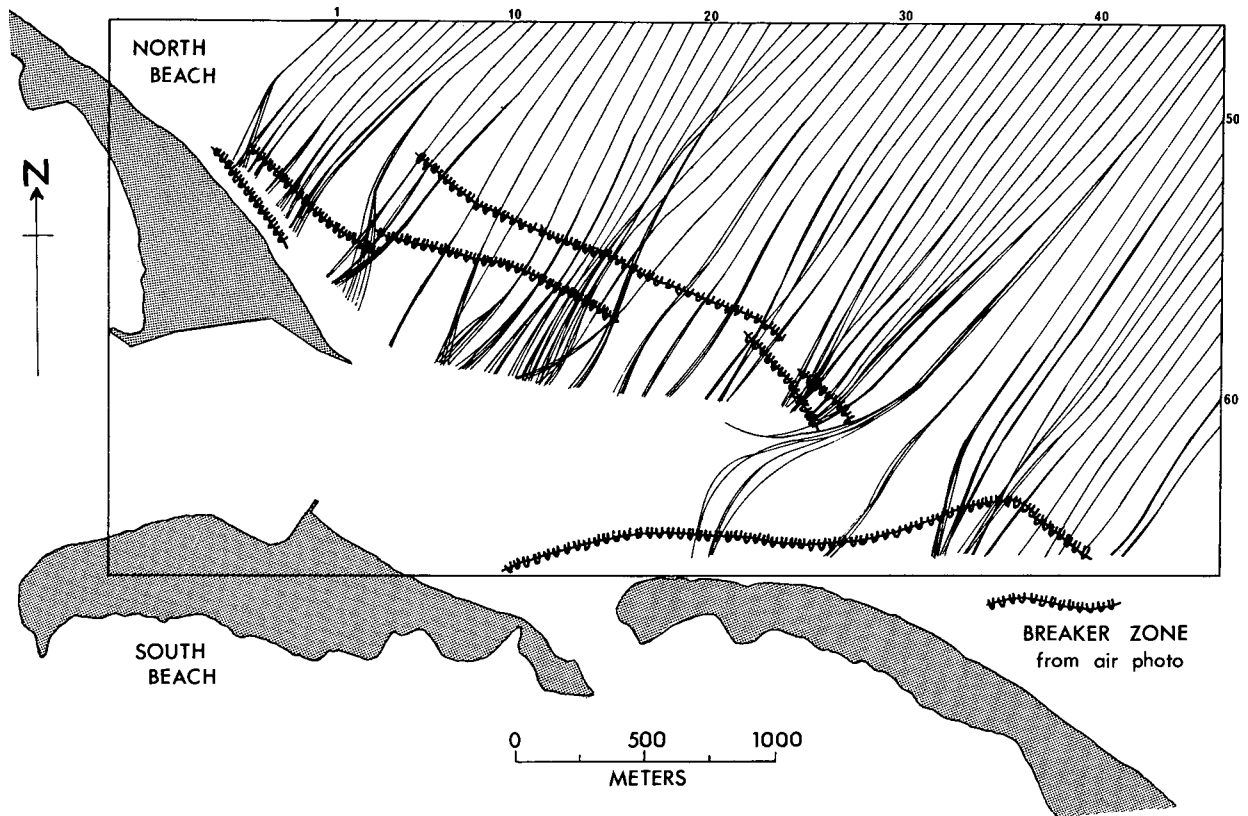 1 10 20 30 40
NORTH
BEACH
50
N
60
SOUTH
BEACH
BREAKER ZONE
from air photo
0 500 1000
METERS